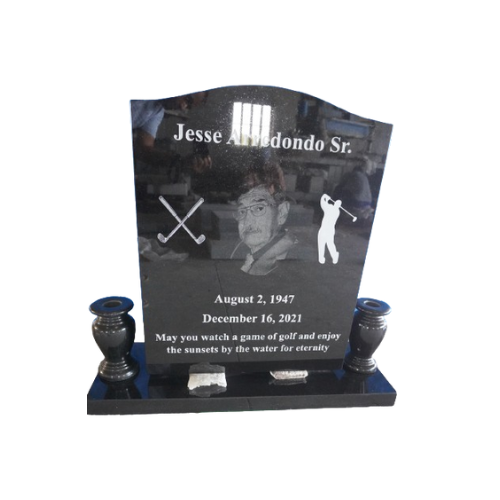 Jesse Arredondo Sr.
August 2, 1947
December 16, 2021
May you watch a game of golf and enjoy
the sunsets by the water for eternity